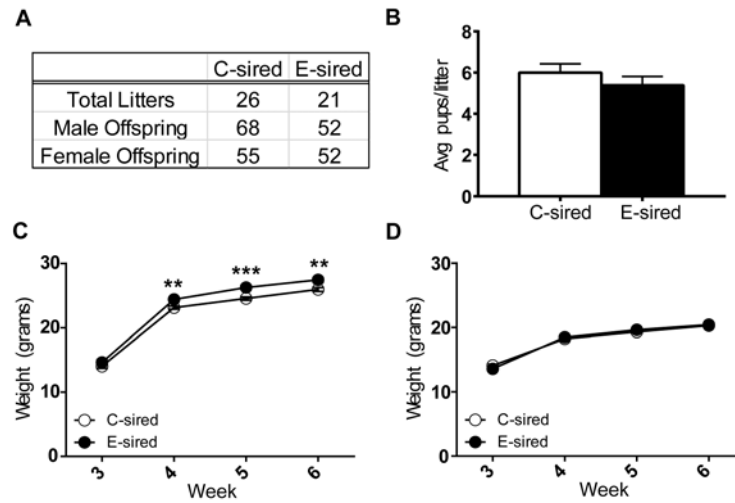 A
C-sired E-sired
Total Litters 26 21
Male Offspring 68 52
Female Offspring 55 52
B
Avg pups/litter
8
6
4
2
0
C-sired E-sired
C
Weight (grams)
30
20
10
0
** *** **
C-sired
E-sired
3 4 5 6
Week
D
Weight (grams)
30
20
10
0
C-sired
E-sired
3 4 5 6
Week